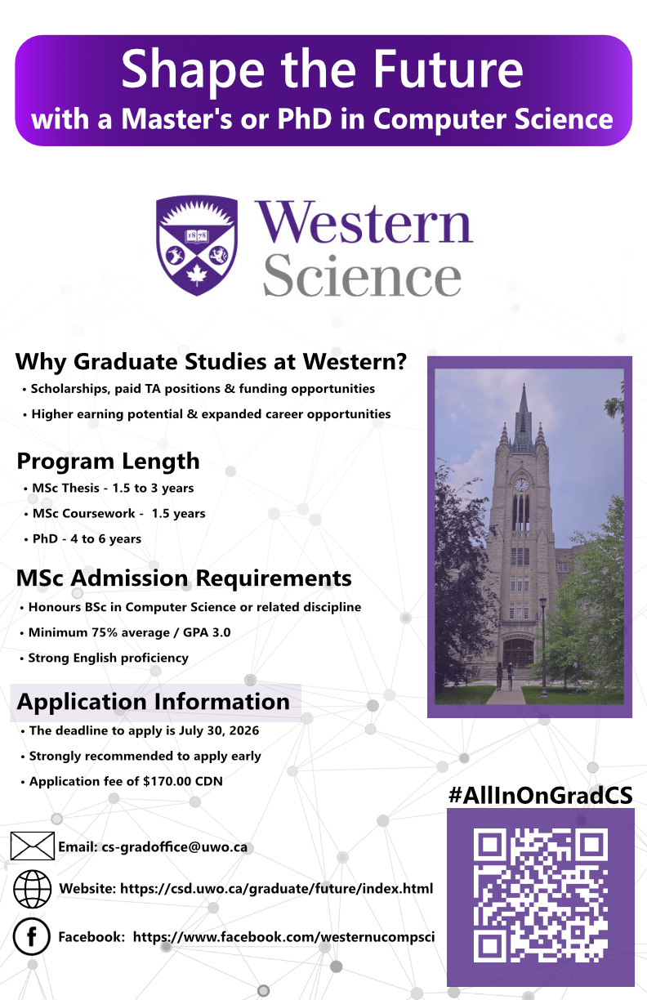 Shape the Future
with a Master's or PhD in Computer Science
1878
Western
Science
Why Graduate Studies at Western?
• Scholarships, paid TA positions & funding opportunities
• Higher earning potential & expanded career opportunities
Program Length
• MSc Thesis - 1.5 to 3 years
• MSc Coursework -  1.5 years
• PhD - 4 to 6 years
MSc Admission Requirements
• Honours BSc in Computer Science or related discipline
• Minimum 75% average / GPA 3.0
• Strong English proficiency
Application Information
• The deadline to apply is July 30, 2026
• Strongly recommended to apply early
• Application fee of $170.00 CDN
#AllInOnGradCS
Email: cs-gradoffice@uwo.ca
Website: https://csd.uwo.ca/graduate/future/index.html
Facebook:  https://www.facebook.com/westernucompsci